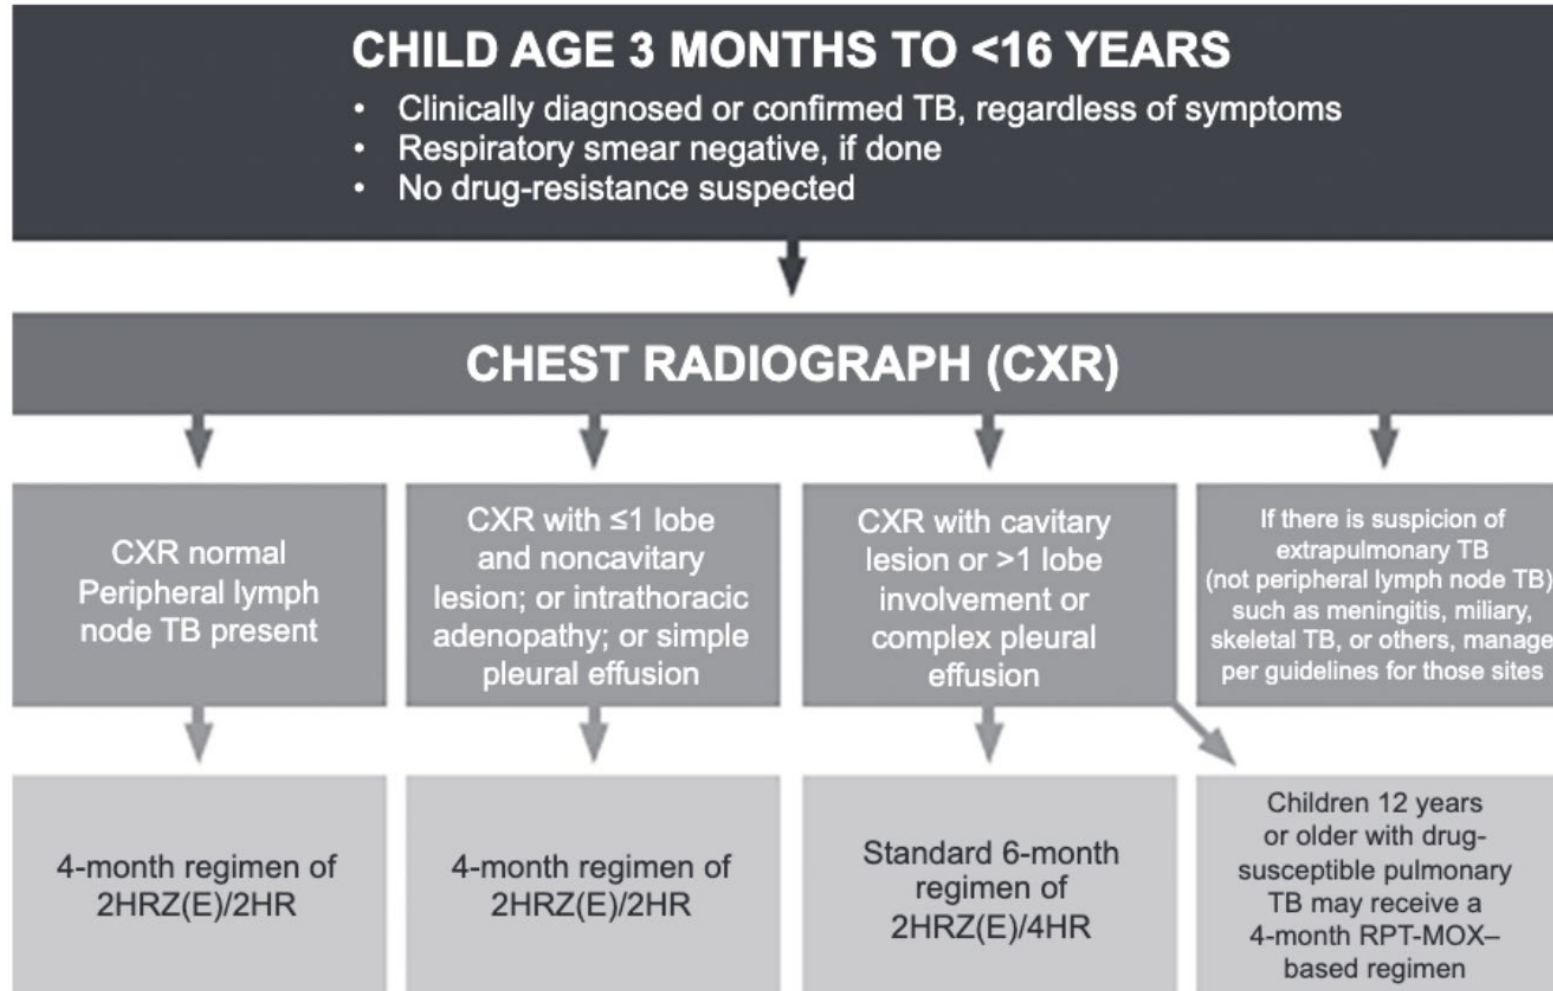 CHILD AGE 3 MONTHS TO <16 YEARS
• Clinically diagnosed or confirmed TB, regardless of symptoms
• Respiratory smear negative, if done
• No drug-resistance suspected
CHEST RADIOGRAPH (CXR)
CXR normal
Peripheral lymph
node TB present
CXR with ≤1 lobe
and noncavitary
lesion; or intrathoracic
adenopathy; or simple
pleural effusion
CXR with cavitary
lesion or >1 lobe
involvement or
complex pleural
effusion
If there is suspicion of
extrapulmonary TB
(not peripheral lymph node TB)
such as meningitis, miliary,
skeletal TB, or others, manage
per guidelines for those sites
4-month regimen of
2HRZ(E)/2HR
4-month regimen of
2HRZ(E)/2HR
Standard 6-month
regimen of
2HRZ(E)/4HR
Children 12 years
or older with drug-
susceptible pulmonary
TB may receive a
4-month RPT-MOX–
based regimen